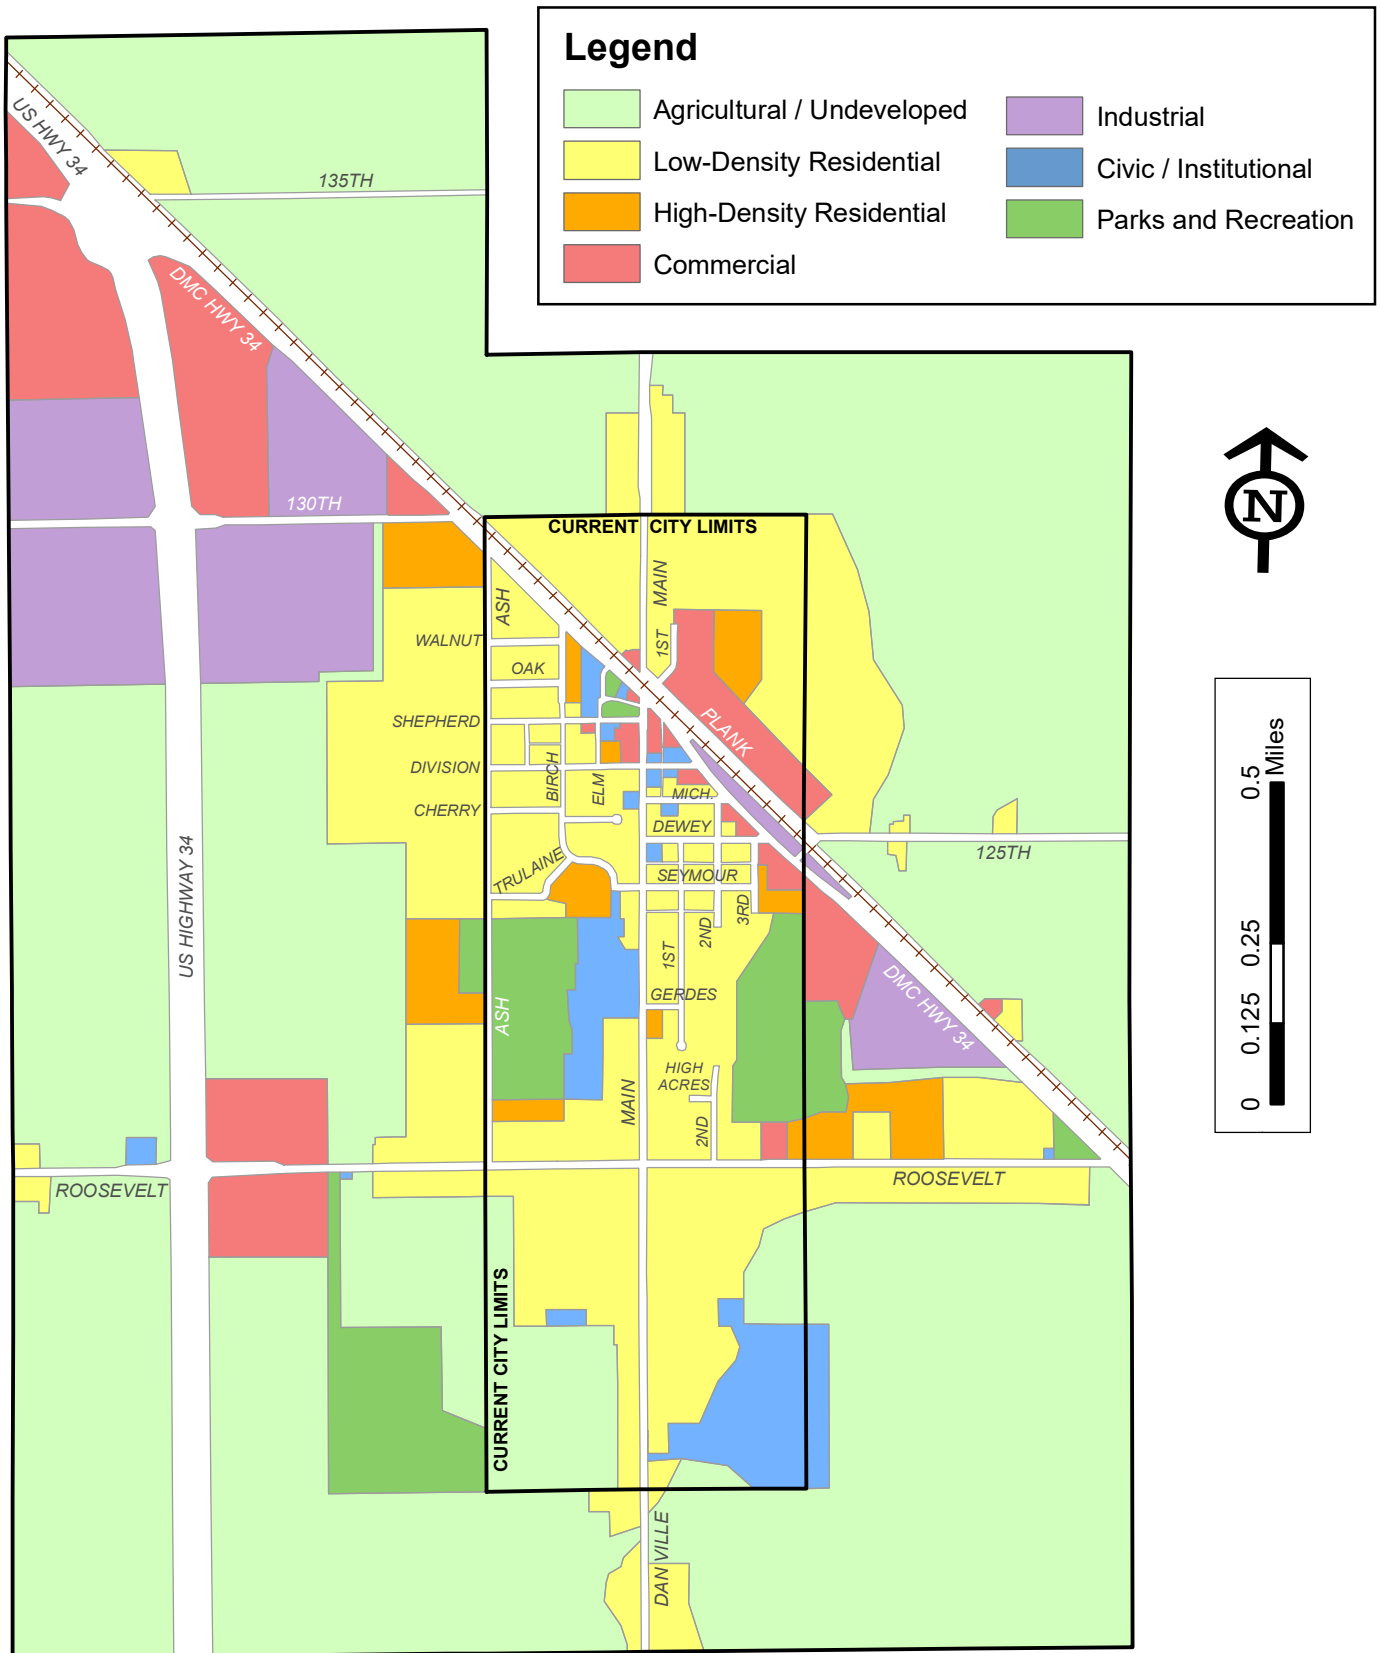 Legend
Agricultural / Undeveloped
Low-Density Residential
High-Density Residential
Commercial
Industrial
Civic / Institutional
Parks and Recreation
US HWY 34
135TH
DMC HWY 34
130TH
CURRENT CITY LIMITS
MAIN
ASH
1ST
WALNUT
OAK
SHEPHERD
PLANK
DIVISION
BIRCH
ELM
MICH.
CHERRY
DEWEY
125TH
TRULAINE
SEYMOUR
3RD
2ND
1ST
US HIGHWAY 34
ASH
GERDES
DMC HWY 34
HIGH
ACRES
MAIN
2ND
ROOSEVELT
ROOSEVELT
CURRENT CITY LIMITS
DANVILLE
N
0 0.125 0.25 0.5
Miles